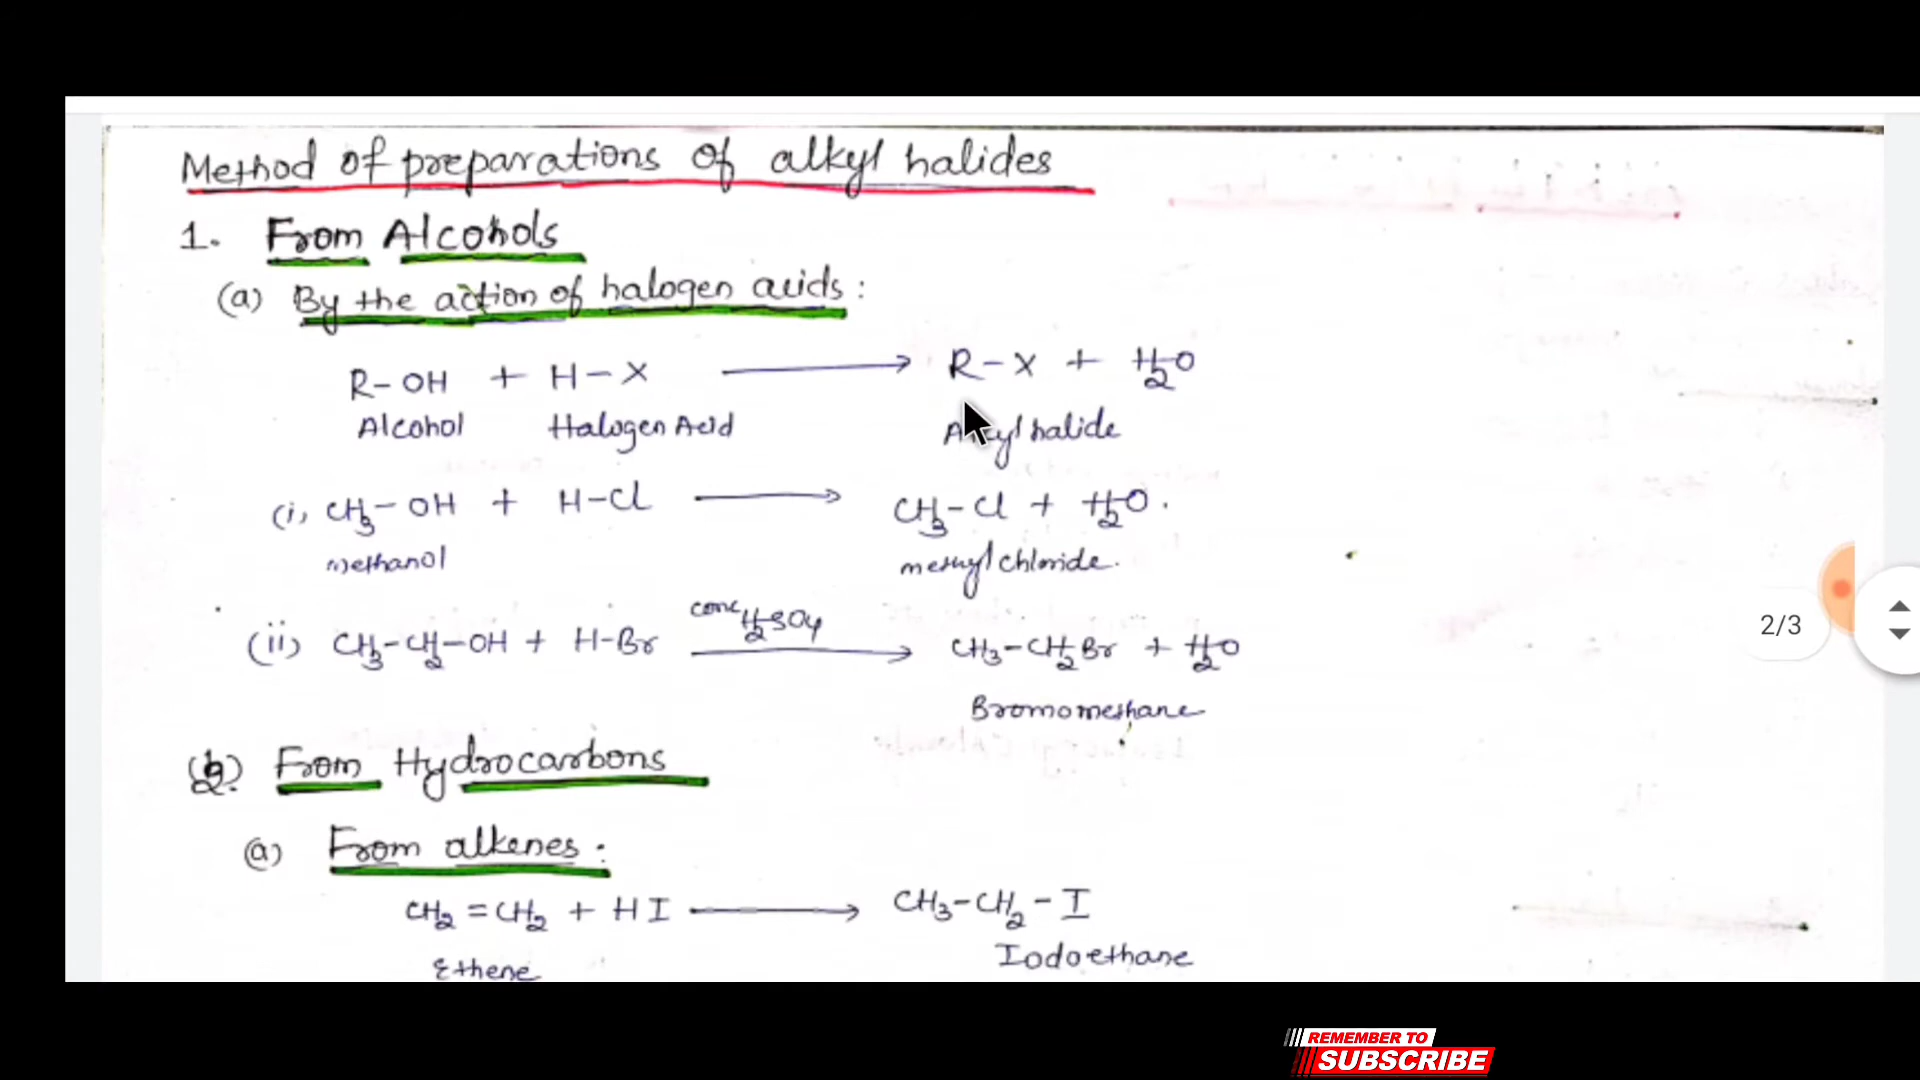 Method of preparations of alkyl halides
1. From Alcohols
(a) By the action of halogen acids:
R-OH + H-X ⟶ R-X + H₂O
Alcohol Halogen Acid Alkyl halide
(i) CH₃-OH + H-Cl ⟶ CH₃-Cl + H₂O.
methanol methyl chloride.
(ii) CH₃-CH₂-OH + H-Br conc H₂SO₄ ⟶ CH₃-CH₂Br + H₂O
Bromomethane
2. From Hydrocarbons
(a) From alkenes:
CH₂=CH₂ + HI ⟶ CH₃-CH₂-I
Ethene Iodoethane
2/3
REMEMBER TO
SUBSCRIBE